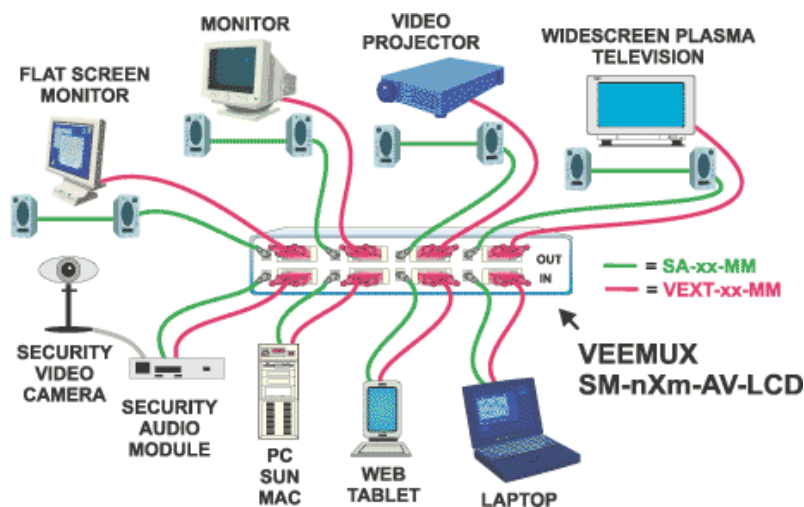 MONITOR
VIDEO
PROJECTOR
WIDESCREEN PLASMA
TELEVISION
FLAT SCREEN
MONITOR
OUT
IN
= SA-xx-MM
= VEXT-xx-MM
VEEMUX
SM-nXm-AV-LCD
SECURITY
VIDEO
CAMERA
SECURITY
AUDIO
MODULE
PC
SUN
MAC
WEB
TABLET
LAPTOP